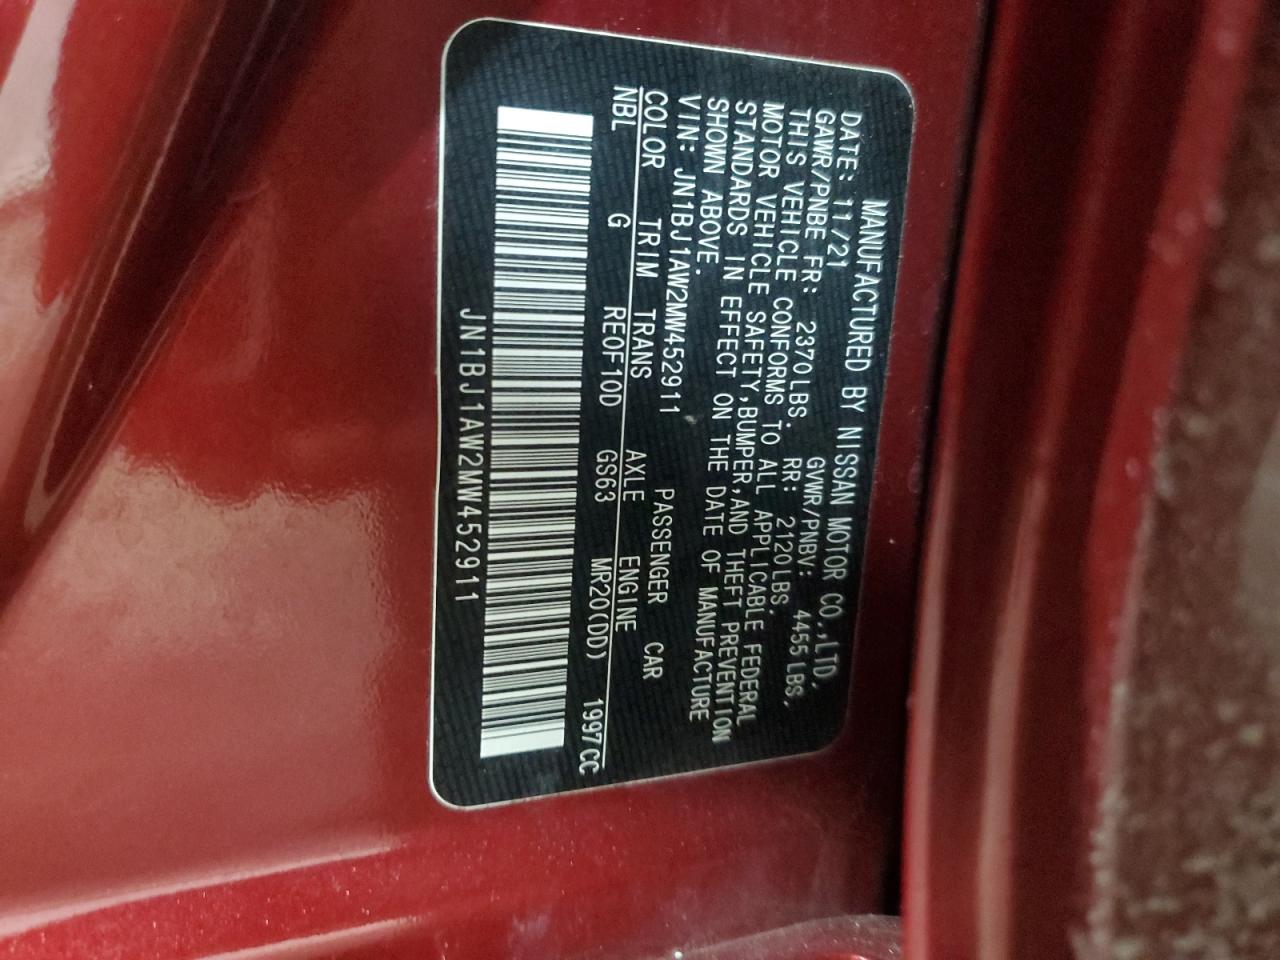 MANUFACTURED BY NISSAN MOTOR CO.,LTD.
DATE: 11/21 GVWR/PNBV: 4455 LBS.
GAWR/PNBE FR: 2370LBS. RR: 2120LBS.
THIS VEHICLE CONFORMS TO ALL APPLICABLE FEDERAL
MOTOR VEHICLE SAFETY,BUMPER,AND THEFT PREVENTION
STANDARDS IN EFFECT ON THE DATE OF MANUFACTURE
SHOWN ABOVE.
VIN: JN1BJ1AW2MW452911 PASSENGER CAR
COLOR TRIM TRANS AXLE ENGINE
NBL G RE0F10D GS63 MR20(DD) 1997CC
JN1BJ1AW2MW452911